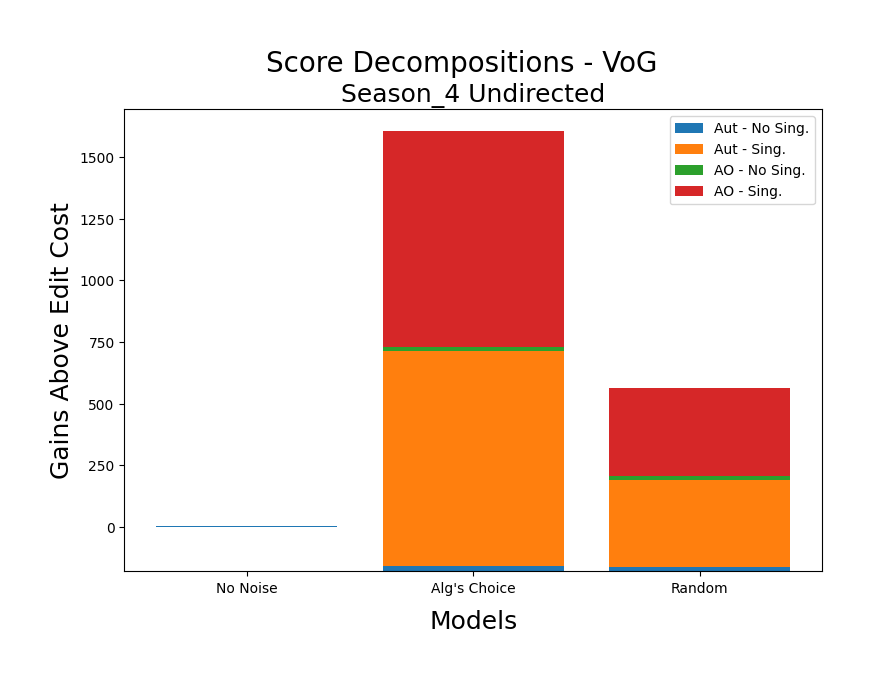 Score Decompositions - VoG
Season_4 Undirected
Aut - No Sing.
Aut - Sing.
AO - No Sing.
AO - Sing.
Gains Above Edit Cost
1500
1250
1000
750
500
250
0
No Noise
Alg's Choice
Random
Models